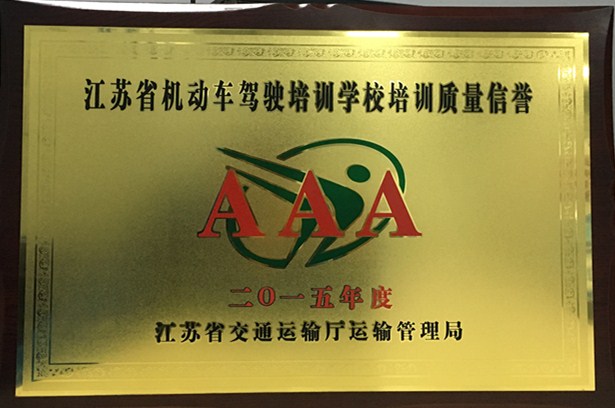 江苏省机动车驾驶培训学校培训质量信誉
AAA
二〇一五年度
江苏省交通运输厅运输管理局